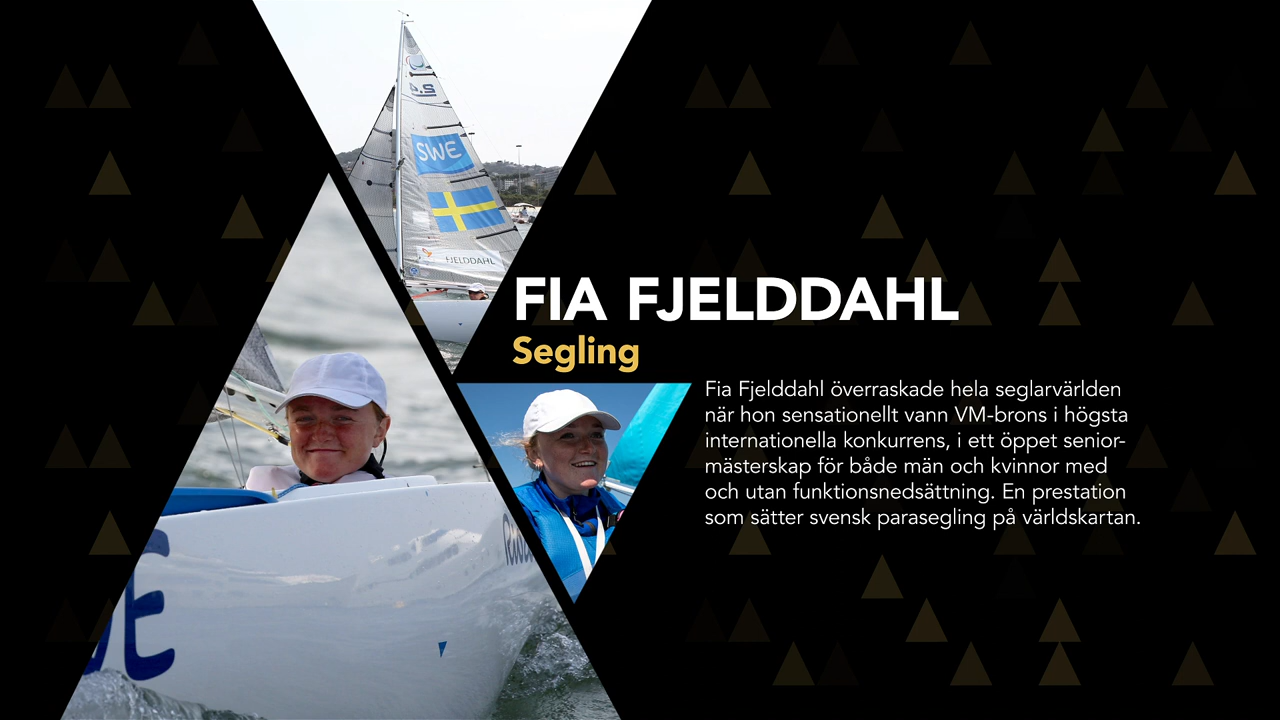 2.4
SWE
FJELDDAHL
FIA FJELDDAHL
Segling
Fia Fjelddahl överraskade hela seglarvärlden
när hon sensationellt vann VM-brons i högsta
internationella konkurrens, i ett öppet senior-
mästerskap för både män och kvinnor med
och utan funktionsnedsättning. En prestation
som sätter svensk parasegling på världskartan.